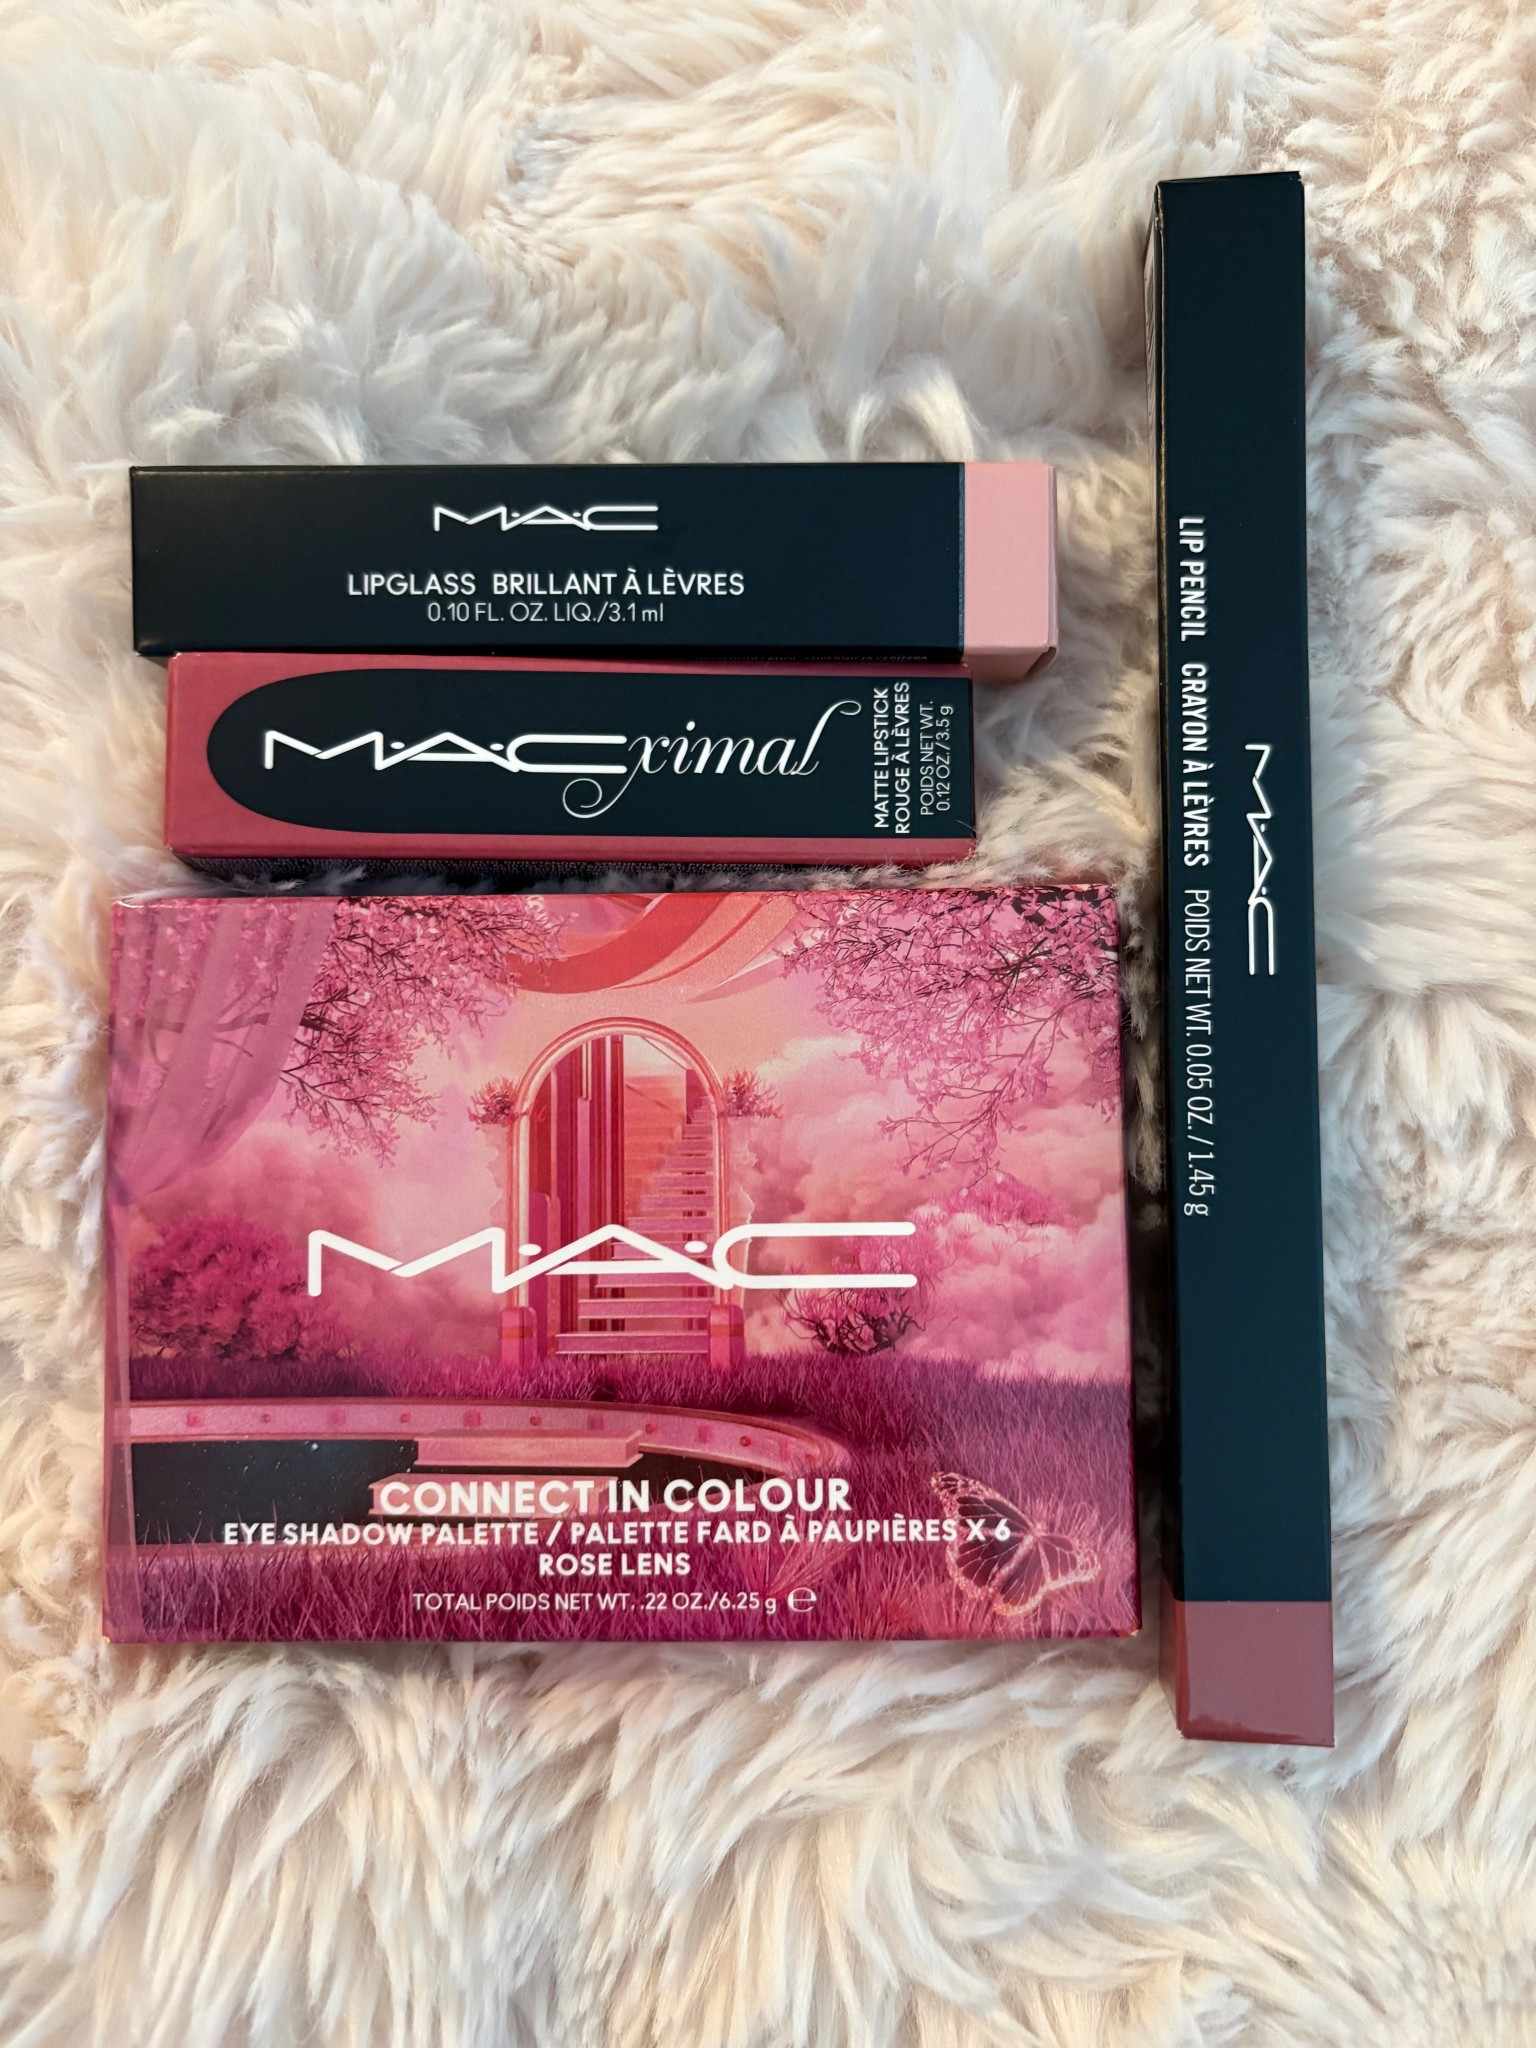 M·A·C
LIPGLASS BRILLANT À LÈVRES
0.10 FL. OZ. LIQ./3.1 ml
M·A·Cximal
MATTE LIPSTICK
ROUGE À LÈVRES
POIDS NET WT.
0.12 OZ./3.5 g
M·A·C
CONNECT IN COLOUR
EYE SHADOW PALETTE / PALETTE FARD À PAUPIÈRES X 6
ROSE LENS
TOTAL POIDS NET WT. .22 OZ./6.25 g ℮
M·A·C
LIP PENCIL CRAYON À LÈVRES POIDS NET WT. 0.05 OZ. / 1.45 g